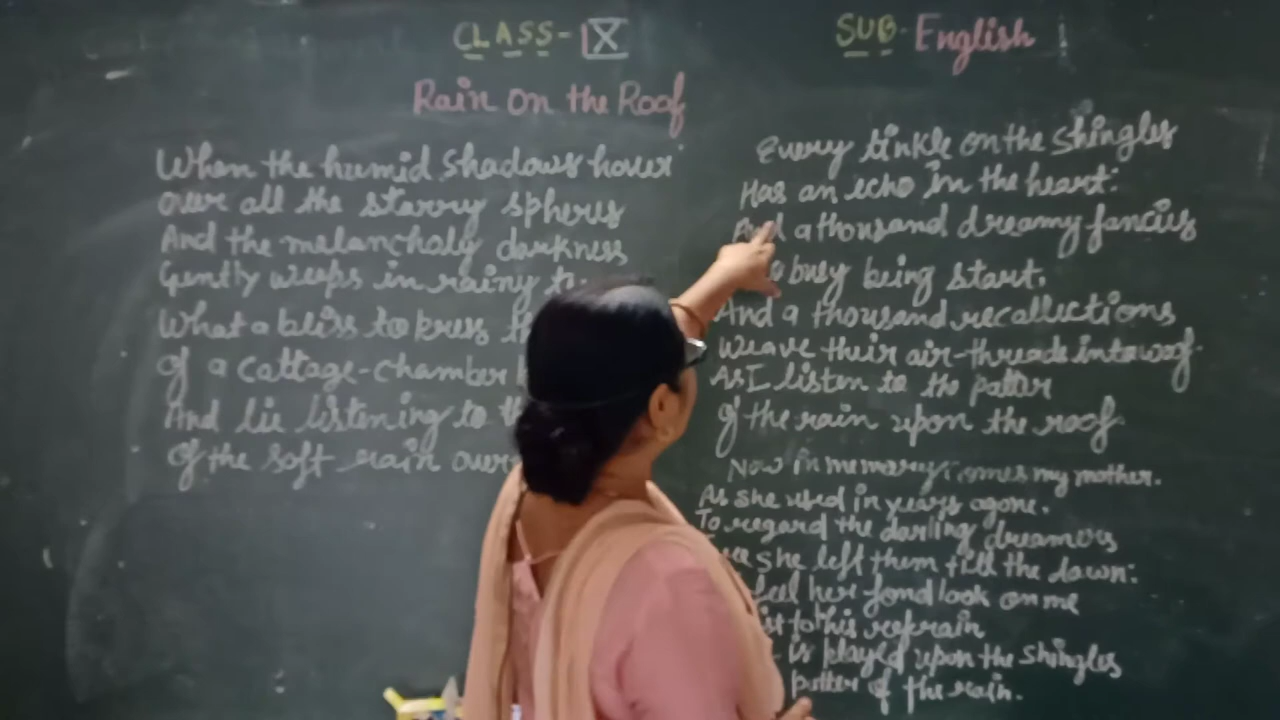 CLASS - IX
SUB - English
Rain on the Roof
When the humid shadows hover
over all the starry spheres
And the melancholy darkness
Gently weeps in rainy
What a bliss to press
of a cottage-chamber
And lie listening to
of the soft rain over
Every tinkle on the shingles
Has an echo in the heart:
And a thousand dreamy fancies
busy being start.
And a thousand recallections
Weave their air-threads into woof.
As I listen to the patter
of the rain upon the roof.
Now in memory comes my mother.
As she used in years agone.
To regard the darling dreamers
she left them till the dawn:
feel her fond look on me
to this refrain
is played upon the shingles
patter of the rain.